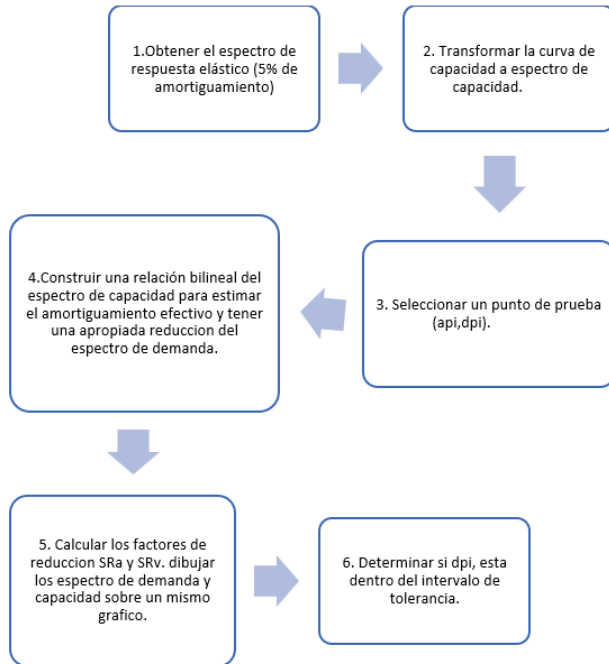 1.Obtener el espectro de
respuesta elástico (5% de
amortiguamiento)
2. Transformar la curva de
capacidad a espectro de
capacidad.
3. Seleccionar un punto de prueba
(api,dpi).
4.Construir una relación bilineal del
espectro de capacidad para estimar
el amortiguamiento efectivo y tener
una apropiada reduccion del
espectro de demanda.
5. Calcular los factores de
reduccion SRa y SRv. dibujar
los espectro de demanda y
capacidad sobre un mismo
grafico.
6. Determinar si dpi, esta
dentro del intervalo de
tolerancia.